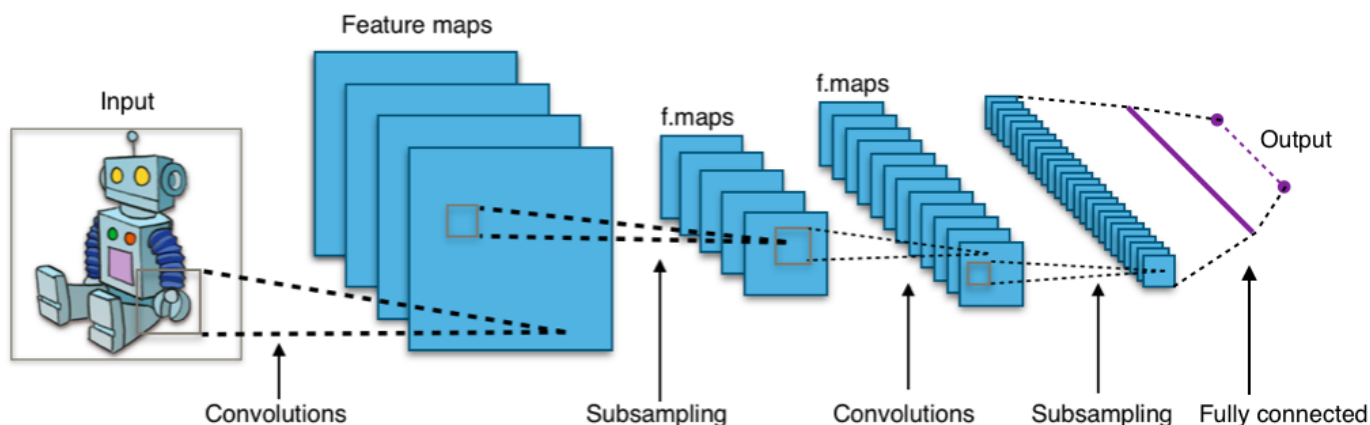 Input
Feature maps
f.maps
f.maps
Output
Convolutions
Subsampling
Convolutions
Subsampling
Fully connected